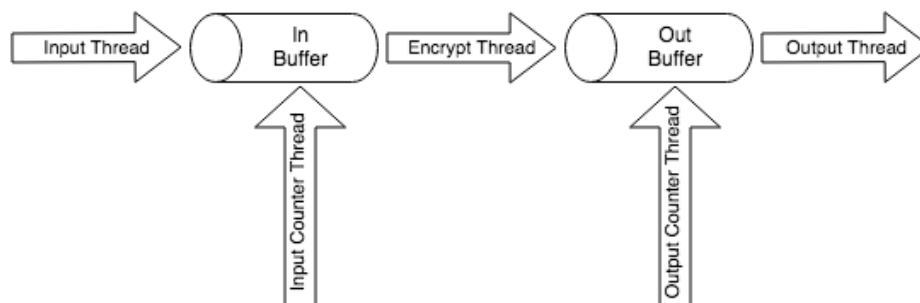 Input Thread
In
Buffer
Encrypt Thread
Out
Buffer
Output Thread
Input Counter Thread
Output Counter Thread